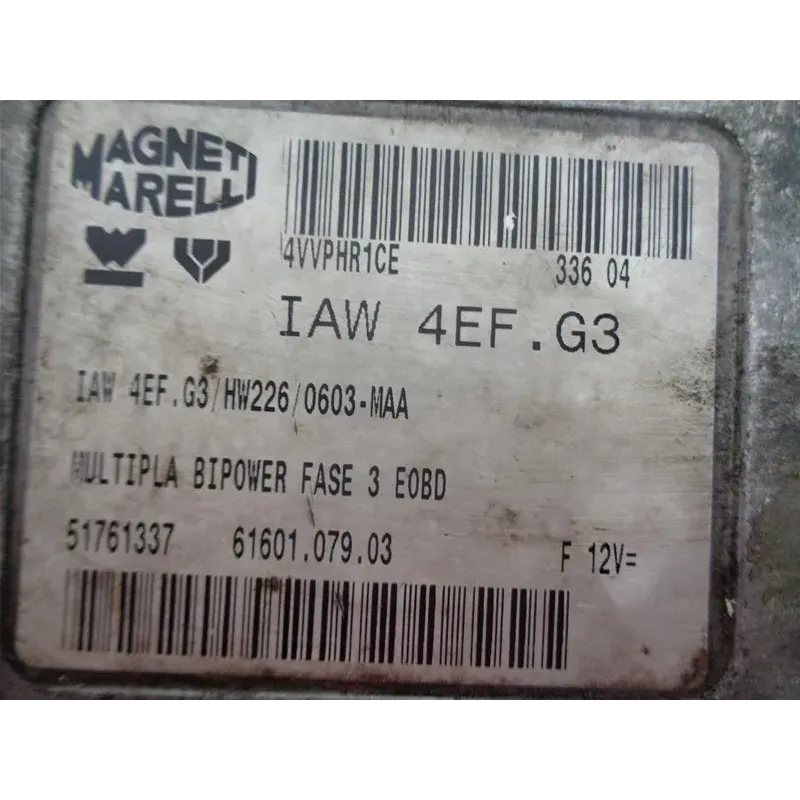 MAGNETI
MARELLI
4VVPHR1CE 336 04
IAW 4EF.G3
IAW 4EF.G3/HW226/0603-MAA
MULTIPLA BIPOWER FASE 3 EOBD
51761337 61601.079.03 F 12V=